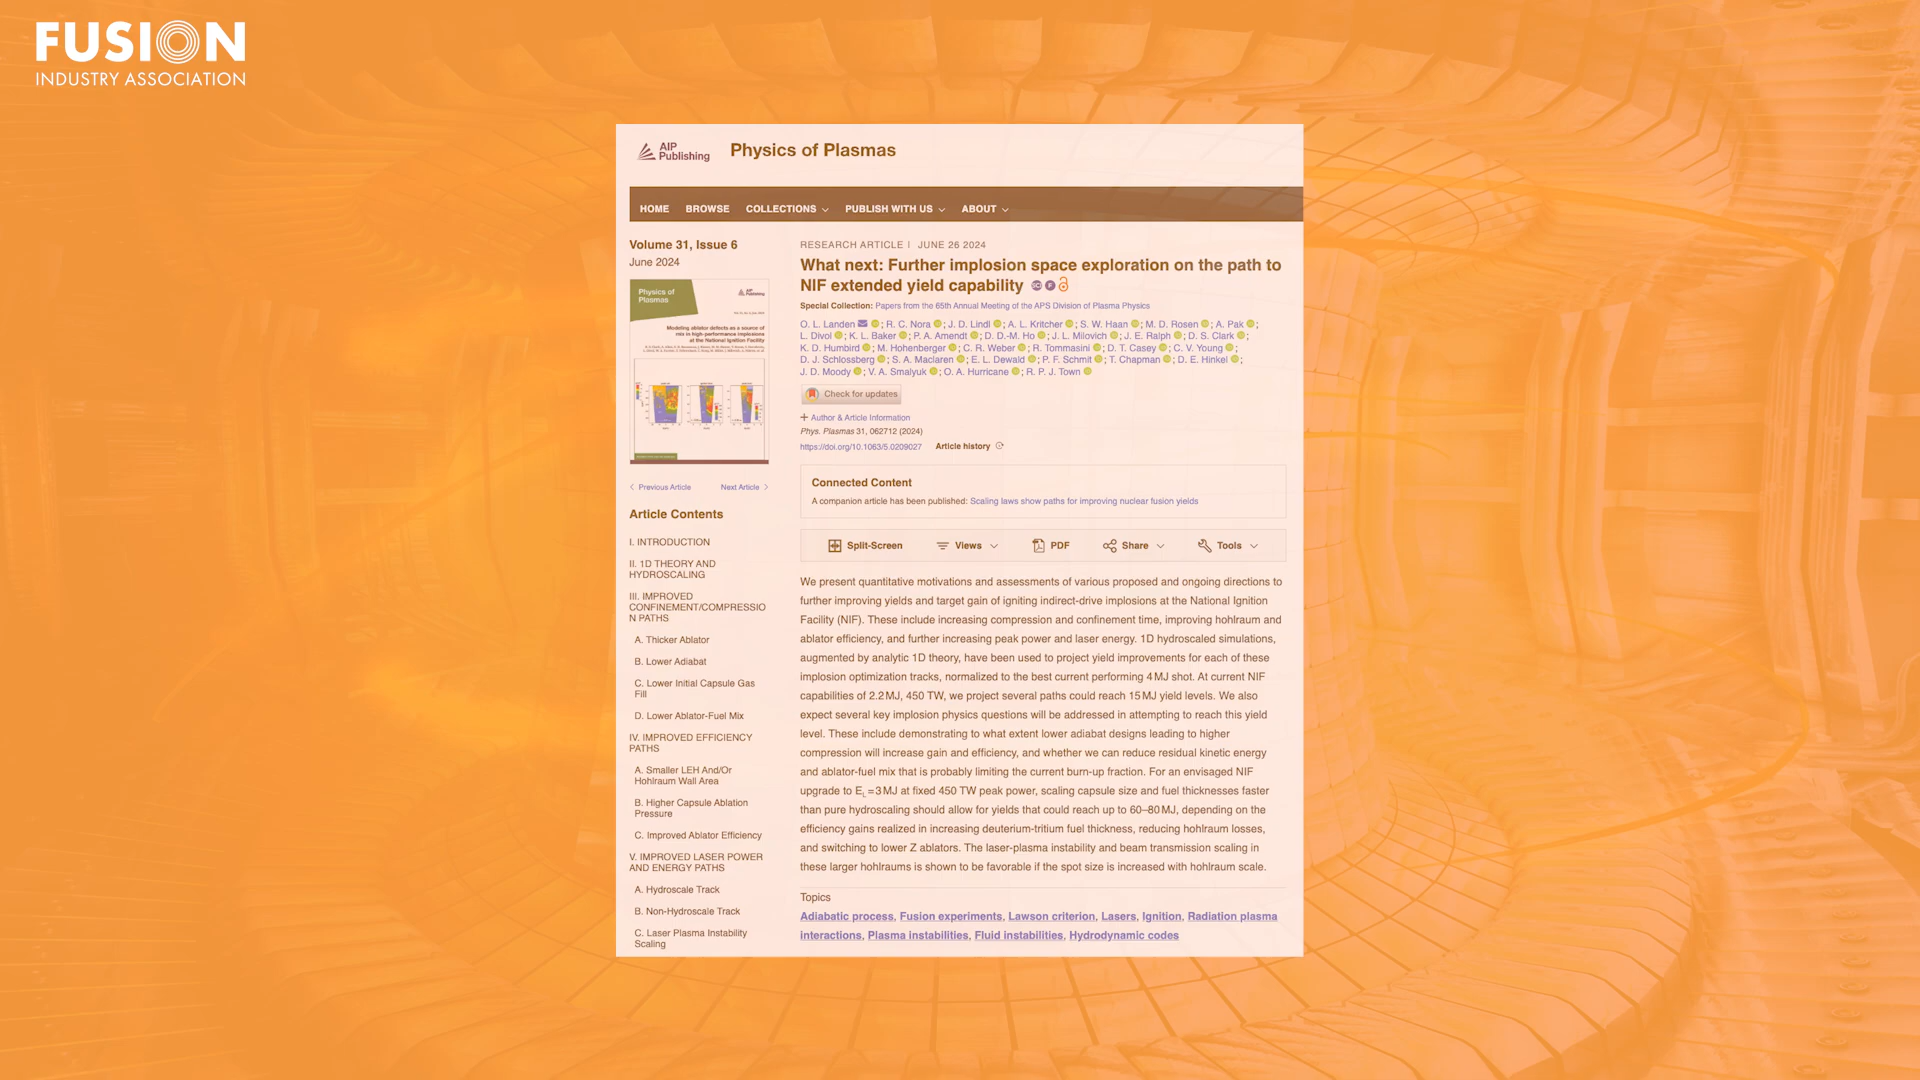 FUSION
INDUSTRY ASSOCIATION
AIP
Publishing
Physics of Plasmas
HOME BROWSE COLLECTIONS PUBLISH WITH US ABOUT
Volume 31, Issue 6
June 2024
Physics of
Plasmas
AIP
Publishing
Modeling ablator defects as a source of
mix in high-performance implosions
at the National Ignition Facility
Previous Article Next Article
Article Contents
I. INTRODUCTION
II. 1D THEORY AND
HYDROSCALING
III. IMPROVED
CONFINEMENT/COMPRESSIO
N PATHS
A. Thicker Ablator
B. Lower Adiabat
C. Lower Initial Capsule Gas
Fill
D. Lower Ablator-Fuel Mix
IV. IMPROVED EFFICIENCY
PATHS
A. Smaller LEH And/Or
Hohlraum Wall Area
B. Higher Capsule Ablation
Pressure
C. Improved Ablator Efficiency
V. IMPROVED LASER POWER
AND ENERGY PATHS
A. Hydroscale Track
B. Non-Hydroscale Track
C. Laser Plasma Instability
Scaling
RESEARCH ARTICLE | JUNE 26 2024
What next: Further implosion space exploration on the path to
NIF extended yield capability
Special Collection: Papers from the 65th Annual Meeting of the APS Division of Plasma Physics
O. L. Landen ; R. C. Nora ; J. D. Lindl ; A. L. Kritcher ; S. W. Haan ; M. D. Rosen ; A. Pak ;
L. Divol ; K. L. Baker ; P. A. Amendt ; D. D.-M. Ho ; J. L. Milovich ; J. E. Ralph ; D. S. Clark ;
K. D. Humbird ; M. Hohenberger ; C. R. Weber ; R. Tommasini ; D. T. Casey ; C. V. Young ;
D. J. Schlossberg ; S. A. Maclaren ; E. L. Dewald ; P. F. Schmit ; T. Chapman ; D. E. Hinkel ;
J. D. Moody ; V. A. Smalyuk ; O. A. Hurricane ; R. P. J. Town
Check for updates
+ Author & Article Information
Phys. Plasmas 31, 062712 (2024)
https://doi.org/10.1063/5.0209027 Article history
Connected Content
A companion article has been published: Scaling laws show paths for improving nuclear fusion yields
Split-Screen Views PDF Share Tools
We present quantitative motivations and assessments of various proposed and ongoing directions to
further improving yields and target gain of igniting indirect-drive implosions at the National Ignition
Facility (NIF). These include increasing compression and confinement time, improving hohlraum and
ablator efficiency, and further increasing peak power and laser energy. 1D hydroscaled simulations,
augmented by analytic 1D theory, have been used to project yield improvements for each of these
implosion optimization tracks, normalized to the best current performing 4 MJ shot. At current NIF
capabilities of 2.2 MJ, 450 TW, we project several paths could reach 15 MJ yield levels. We also
expect several key implosion physics questions will be addressed in attempting to reach this yield
level. These include demonstrating to what extent lower adiabat designs leading to higher
compression will increase gain and efficiency, and whether we can reduce residual kinetic energy
and ablator-fuel mix that is probably limiting the current burn-up fraction. For an envisaged NIF
upgrade to EL = 3 MJ at fixed 450 TW peak power, scaling capsule size and fuel thicknesses faster
than pure hydroscaling should allow for yields that could reach up to 60–80 MJ, depending on the
efficiency gains realized in increasing deuterium-tritium fuel thickness, reducing hohlraum losses,
and switching to lower Z ablators. The laser-plasma instability and beam transmission scaling in
these larger hohlraums is shown to be favorable if the spot size is increased with hohlraum scale.
Topics
Adiabatic process, Fusion experiments, Lawson criterion, Lasers, Ignition, Radiation plasma
interactions, Plasma instabilities, Fluid instabilities, Hydrodynamic codes